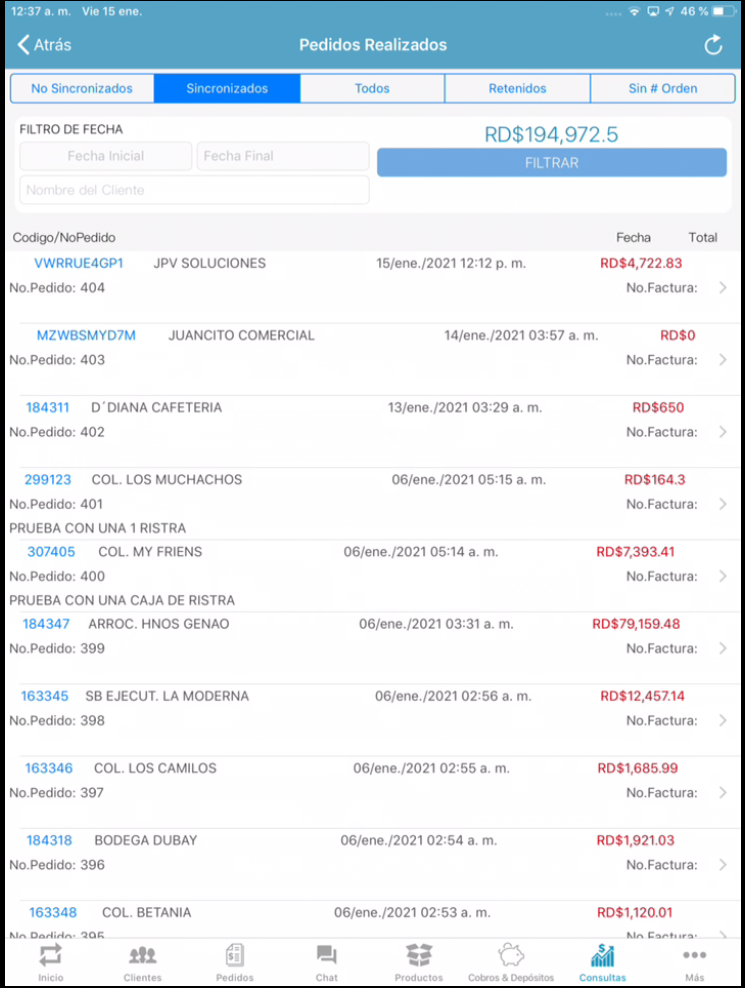 12:37 a. m. Vie 15 ene. 46 %
Atrás Pedidos Realizados
No Sincronizados Sincronizados Todos Retenidos Sin # Orden
FILTRO DE FECHA RD$194,972.5
Fecha Inicial Fecha Final FILTRAR
Nombre del Cliente
Codigo/NoPedido Fecha Total
VWRRUE4GP1 JPV SOLUCIONES 15/ene./2021 12:12 p. m. RD$4,722.83
No.Pedido: 404 No.Factura:
MZWBSMYD7M JUANCITO COMERCIAL 14/ene./2021 03:57 a. m. RD$0
No.Pedido: 403 No.Factura:
184311 D´DIANA CAFETERIA 13/ene./2021 03:29 a. m. RD$650
No.Pedido: 402 No.Factura:
299123 COL. LOS MUCHACHOS 06/ene./2021 05:15 a. m. RD$164.3
No.Pedido: 401 No.Factura:
PRUEBA CON UNA 1 RISTRA
307405 COL. MY FRIENS 06/ene./2021 05:14 a. m. RD$7,393.41
No.Pedido: 400 No.Factura:
PRUEBA CON UNA CAJA DE RISTRA
184347 ARROC. HNOS GENAO 06/ene./2021 03:31 a. m. RD$79,159.48
No.Pedido: 399 No.Factura:
163345 SB EJECUT. LA MODERNA 06/ene./2021 02:56 a. m. RD$12,457.14
No.Pedido: 398 No.Factura:
163346 COL. LOS CAMILOS 06/ene./2021 02:55 a. m. RD$1,685.99
No.Pedido: 397 No.Factura:
184318 BODEGA DUBAY 06/ene./2021 02:54 a. m. RD$1,921.03
No.Pedido: 396 No.Factura:
163348 COL. BETANIA 06/ene./2021 02:53 a. m. RD$1,120.01
No.Pedido: 395 No.Factura:
Inicio Clientes Pedidos Chat Productos Cobros & Depósitos Consultas Más